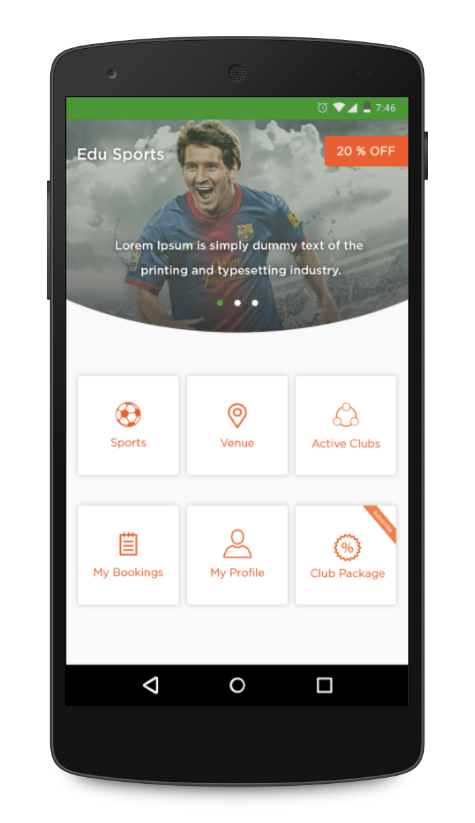 7:46
Edu Sports
20 % OFF
Lorem Ipsum is simply dummy text of the
printing and typesetting industry.
Sports
Venue
Active Clubs
My Bookings
My Profile
Club Package
Subscribe